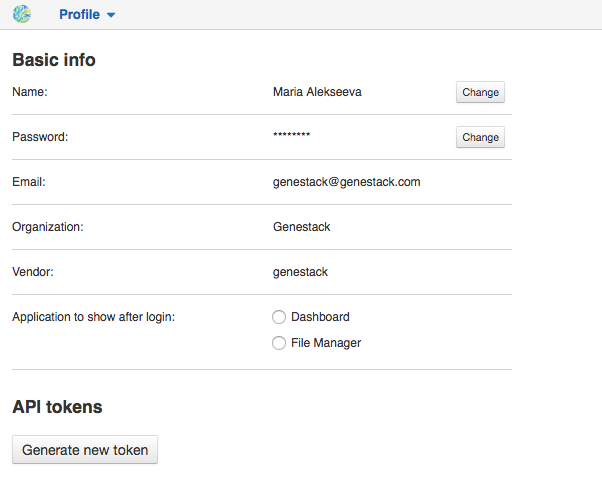 Profile
Basic info
Name: Maria Alekseeva Change
Password: ******** Change
Email: genestack@genestack.com
Organization: Genestack
Vendor: genestack
Application to show after login: Dashboard
File Manager
API tokens
Generate new token